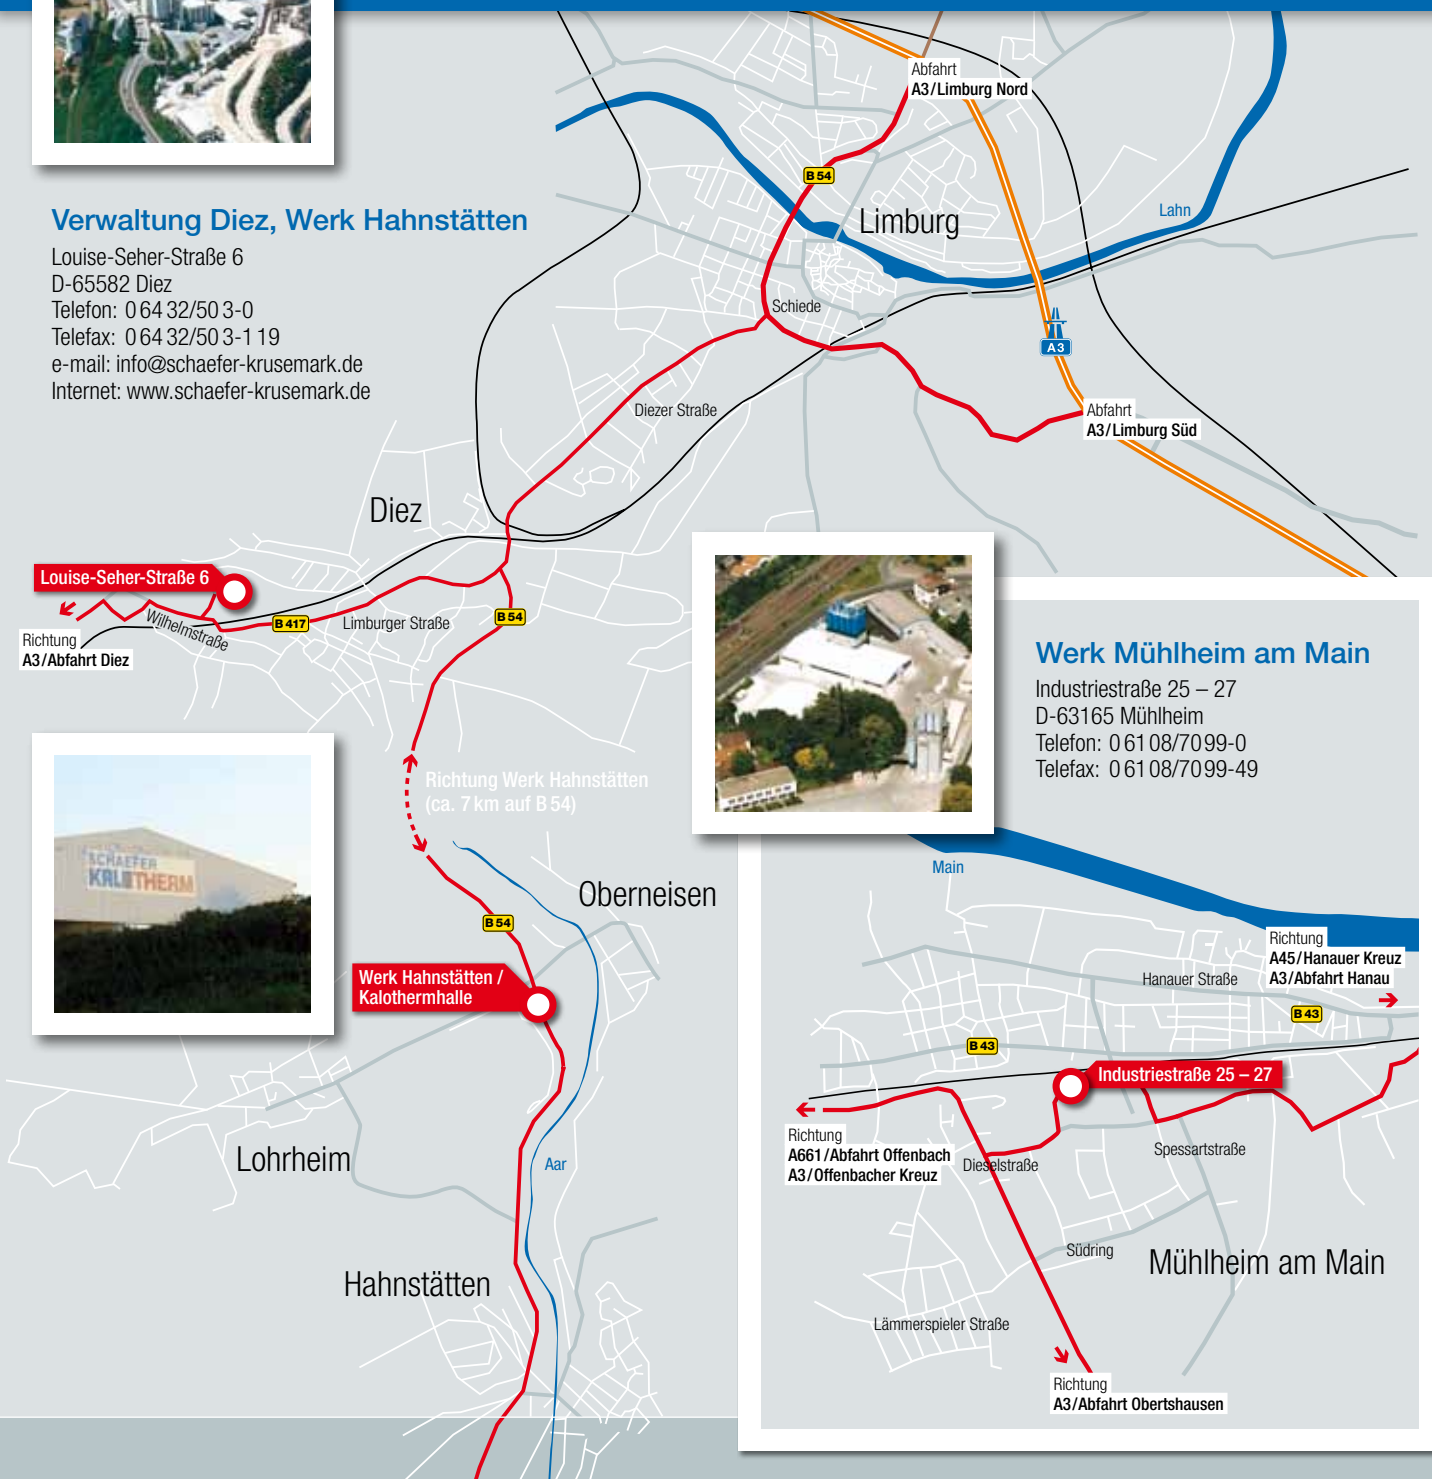 Abfahrt
A3/Limburg Nord
B 54
Limburg
Lahn
Verwaltung Diez, Werk Hahnstätten
Louise-Seher-Straße 6
D-65582 Diez
Telefon: 0 64 32/50 3-0
Telefax: 0 64 32/50 3-1 19
e-mail: info@schaefer-krusemark.de
Internet: www.schaefer-krusemark.de
Schiede
A 3
Diezer Straße
Abfahrt
A3/Limburg Süd
Diez
Louise-Seher-Straße 6
Wilhelmstraße
B 417
Limburger Straße
B 54
Richtung
A3/Abfahrt Diez
Werk Mühlheim am Main
Industriestraße 25 – 27
D-63165 Mühlheim
Telefon: 0 61 08/70 99-0
Telefax: 0 61 08/70 99-49
Richtung Werk Hahnstätten
(ca. 7 km auf B 54)
SCHAEFER
KALOTHERM
Oberneisen
B 54
Werk Hahnstätten /
Kalothermhalle
Lohrheim
Aar
Hahnstätten
Main
Richtung
A45/Hanauer Kreuz
A3/Abfahrt Hanau
Hanauer Straße
B 43
B 43
Industriestraße 25 – 27
Richtung
A661/Abfahrt Offenbach
A3/Offenbacher Kreuz
Dieselstraße
Spessartstraße
Südring
Mühlheim am Main
Lämmerspieler Straße
Richtung
A3/Abfahrt Obertshausen